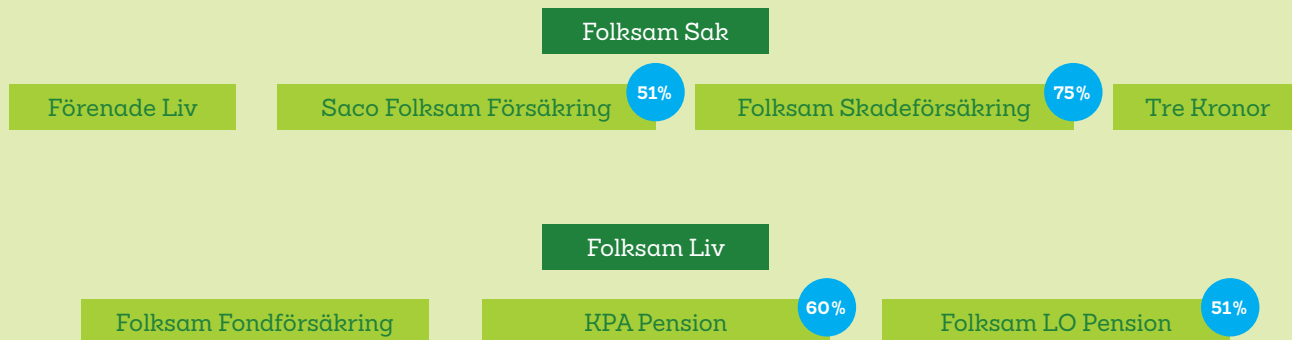 Folksam Sak
Förenade Liv
Saco Folksam Försäkring
51%
Folksam Skadeförsäkring
75%
Tre Kronor
Folksam Liv
Folksam Fondförsäkring
KPA Pension
60%
Folksam LO Pension
51%